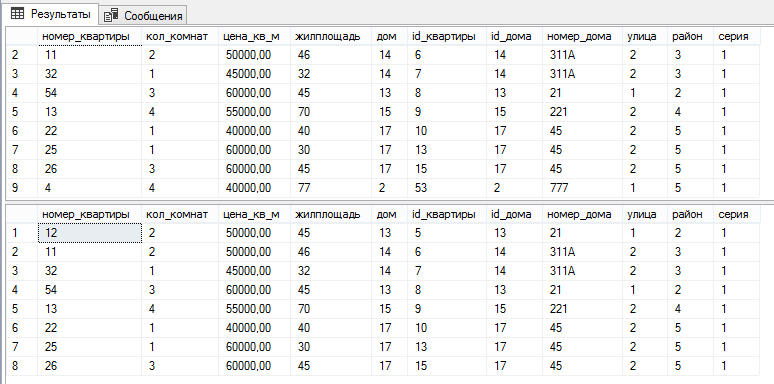 Результаты Сообщения
номер_квартиры кол_комнат цена_кв_м жилплощадь дом id_квартиры id_дома номер_дома улица район серия
2 11 2 50000,00 46 14 6 14 311А 2 3 1
3 32 1 45000,00 32 14 7 14 311А 2 3 1
4 54 3 60000,00 45 13 8 13 21 1 2 1
5 13 4 55000,00 70 15 9 15 221 2 4 1
6 22 1 40000,00 40 17 10 17 45 2 5 1
7 25 1 60000,00 30 17 13 17 45 2 5 1
8 26 3 60000,00 45 17 15 17 45 2 5 1
9 4 4 40000,00 77 2 53 2 777 1 5 1
номер_квартиры кол_комнат цена_кв_м жилплощадь дом id_квартиры id_дома номер_дома улица район серия
1 12 2 50000,00 45 13 5 13 21 1 2 1
2 11 2 50000,00 46 14 6 14 311А 2 3 1
3 32 1 45000,00 32 14 7 14 311А 2 3 1
4 54 3 60000,00 45 13 8 13 21 1 2 1
5 13 4 55000,00 70 15 9 15 221 2 4 1
6 22 1 40000,00 40 17 10 17 45 2 5 1
7 25 1 60000,00 30 17 13 17 45 2 5 1
8 26 3 60000,00 45 17 15 17 45 2 5 1